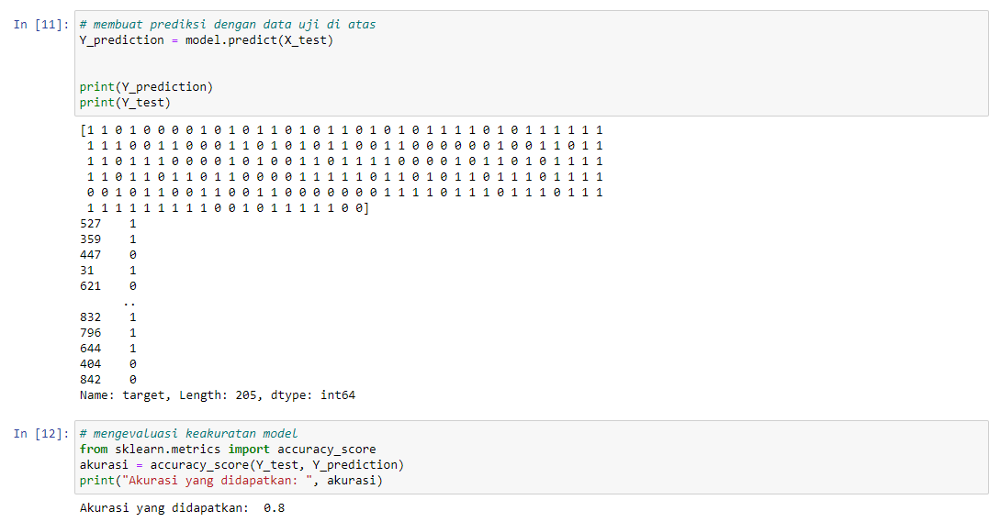 In [11]: # membuat prediksi dengan data uji di atas
Y_prediction = model.predict(X_test)
print(Y_prediction)
print(Y_test)
[1 1 0 1 0 0 0 0 1 0 1 0 1 1 0 1 0 1 1 0 1 0 1 0 1 1 1 1 0 1 0 1 1 1 1 1 1
1 1 1 0 0 1 1 0 0 0 1 1 0 1 0 1 0 1 1 0 0 1 1 0 0 0 0 0 0 1 0 0 1 1 0 1 1
1 1 0 1 1 1 0 0 0 0 1 0 1 0 0 1 1 0 1 1 1 1 0 0 0 0 1 0 1 1 0 1 0 1 1 1 1
1 1 0 1 1 0 1 1 0 1 1 0 0 0 0 1 1 1 1 1 0 1 1 0 1 0 1 1 0 1 1 1 0 1 1 1 1
0 0 1 0 1 1 0 0 1 1 0 0 1 1 0 0 0 0 0 0 0 1 1 1 1 0 1 1 1 0 1 1 1 0 1 1 1
1 1 1 1 1 1 1 1 1 0 0 1 0 1 1 1 1 1 0 0]
527 1
359 1
447 0
31 1
621 0
..
832 1
796 1
644 1
404 0
842 0
Name: target, Length: 205, dtype: int64
In [12]: # mengevaluasi keakuratan model
from sklearn.metrics import accuracy_score
akurasi = accuracy_score(Y_test, Y_prediction)
print("Akurasi yang didapatkan: ", akurasi)
Akurasi yang didapatkan:  0.8